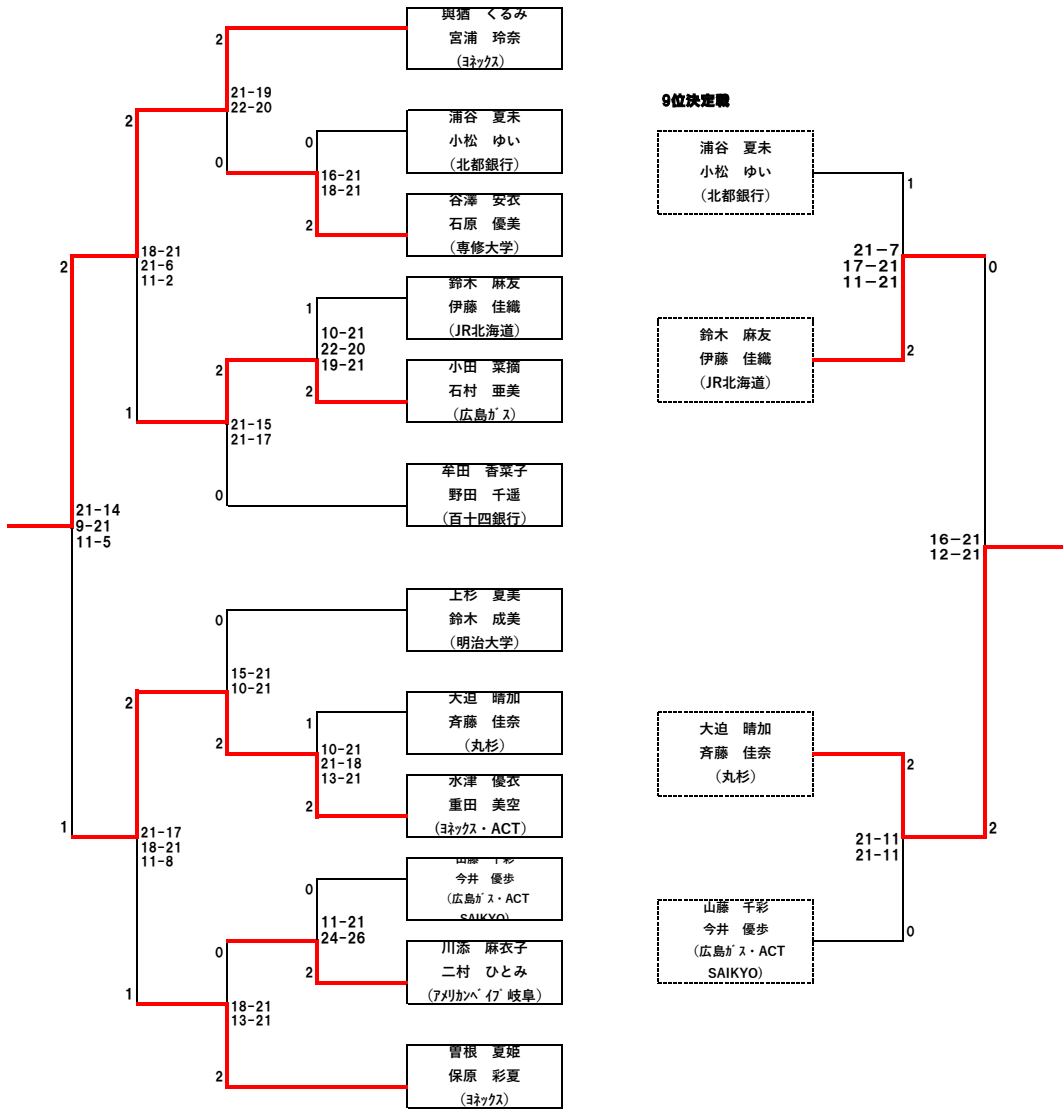 與猶　くるみ
宮浦　玲奈
(ﾖﾈｯｸｽ)
2
21-19
22-20
2
浦谷　夏未
小松　ゆい
(北都銀行)
0
0
16-21
18-21
谷澤　安衣
石原　優美
(専修大学)
2
18-21
21-6
11-2
2
鈴木　麻友
伊藤　佳織
(JR北海道)
1
10-21
22-20
19-21
小田　菜摘
石村　亜美
(広島ｶﾞｽ)
2
2
1
21-15
21-17
牟田　香菜子
野田　千遥
(百十四銀行)
0
21-14
9-21
11-5
上杉　夏美
鈴木　成美
(明治大学)
0
15-21
10-21
2
大迫　晴加
斉藤　佳奈
(丸杉)
1
2
10-21
21-18
13-21
永津　優衣
重田　美空
(ﾖﾈｯｸｽ・ACT)
2
1
21-17
18-21
11-8
山藤　千彩
今井　優歩
(広島ｶﾞｽ・ACT
SAIKYO)
0
11-21
24-26
川添　麻衣子
二村　ひとみ
(ｱﾒﾘｶﾝﾍﾞｲﾌﾞ岐阜)
0
2
1
18-21
13-21
曽根　夏姫
保原　彩夏
(ﾖﾈｯｸｽ)
2
9位決定戦
浦谷　夏未
小松　ゆい
(北都銀行)
1
21-7
17-21
11-21
0
鈴木　麻友
伊藤　佳織
(JR北海道)
2
16-21
12-21
大迫　晴加
斉藤　佳奈
(丸杉)
2
21-11
21-11
2
山藤　千彩
今井　優歩
(広島ｶﾞｽ・ACT
SAIKYO)
0